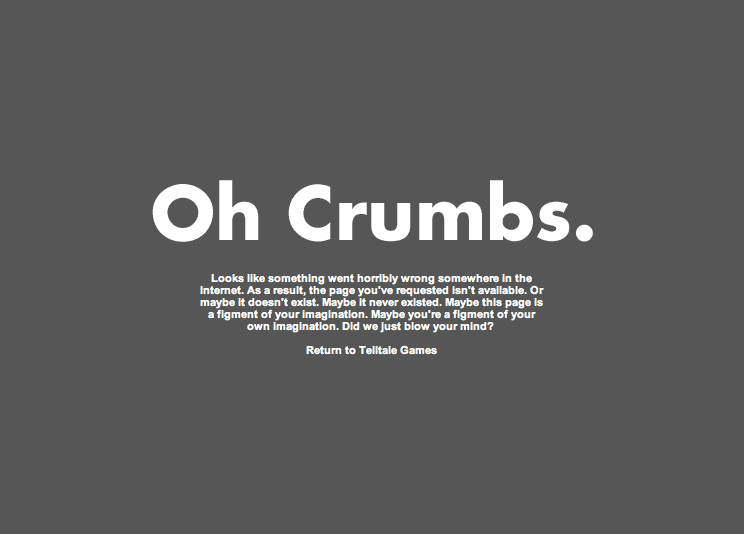 Oh Crumbs.
Looks like something went horribly wrong somewhere in the
internet. As a result, the page you've requested isn't available. Or
maybe it doesn't exist. Maybe it never existed. Maybe this page is
a figment of your imagination. Maybe you're a figment of your
own imagination. Did we just blow your mind?
Return to Telltale Games